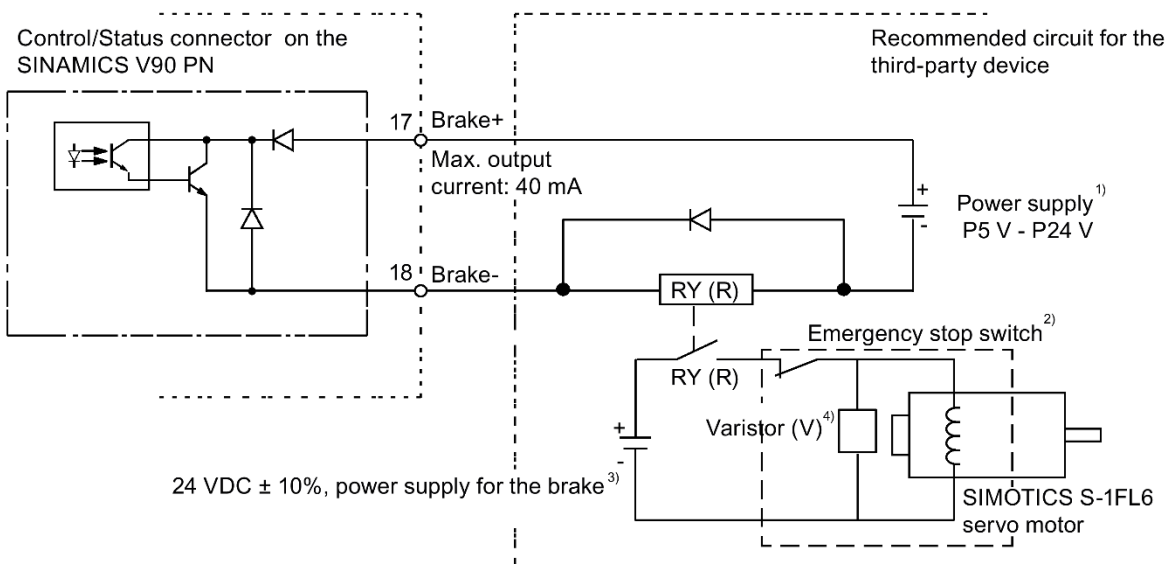 Control/Status connector on the
SINAMICS V90 PN
Recommended circuit for the
third-party device
17
Brake+
Max. output
current: 40 mA
+
-
Power supply 1)
P5 V - P24 V
18
Brake-
RY (R)
Emergency stop switch 2)
RY (R)
+
-
Varistor (V) 4)
24 VDC ± 10%, power supply for the brake 3)
SIMOTICS S-1FL6
servo motor